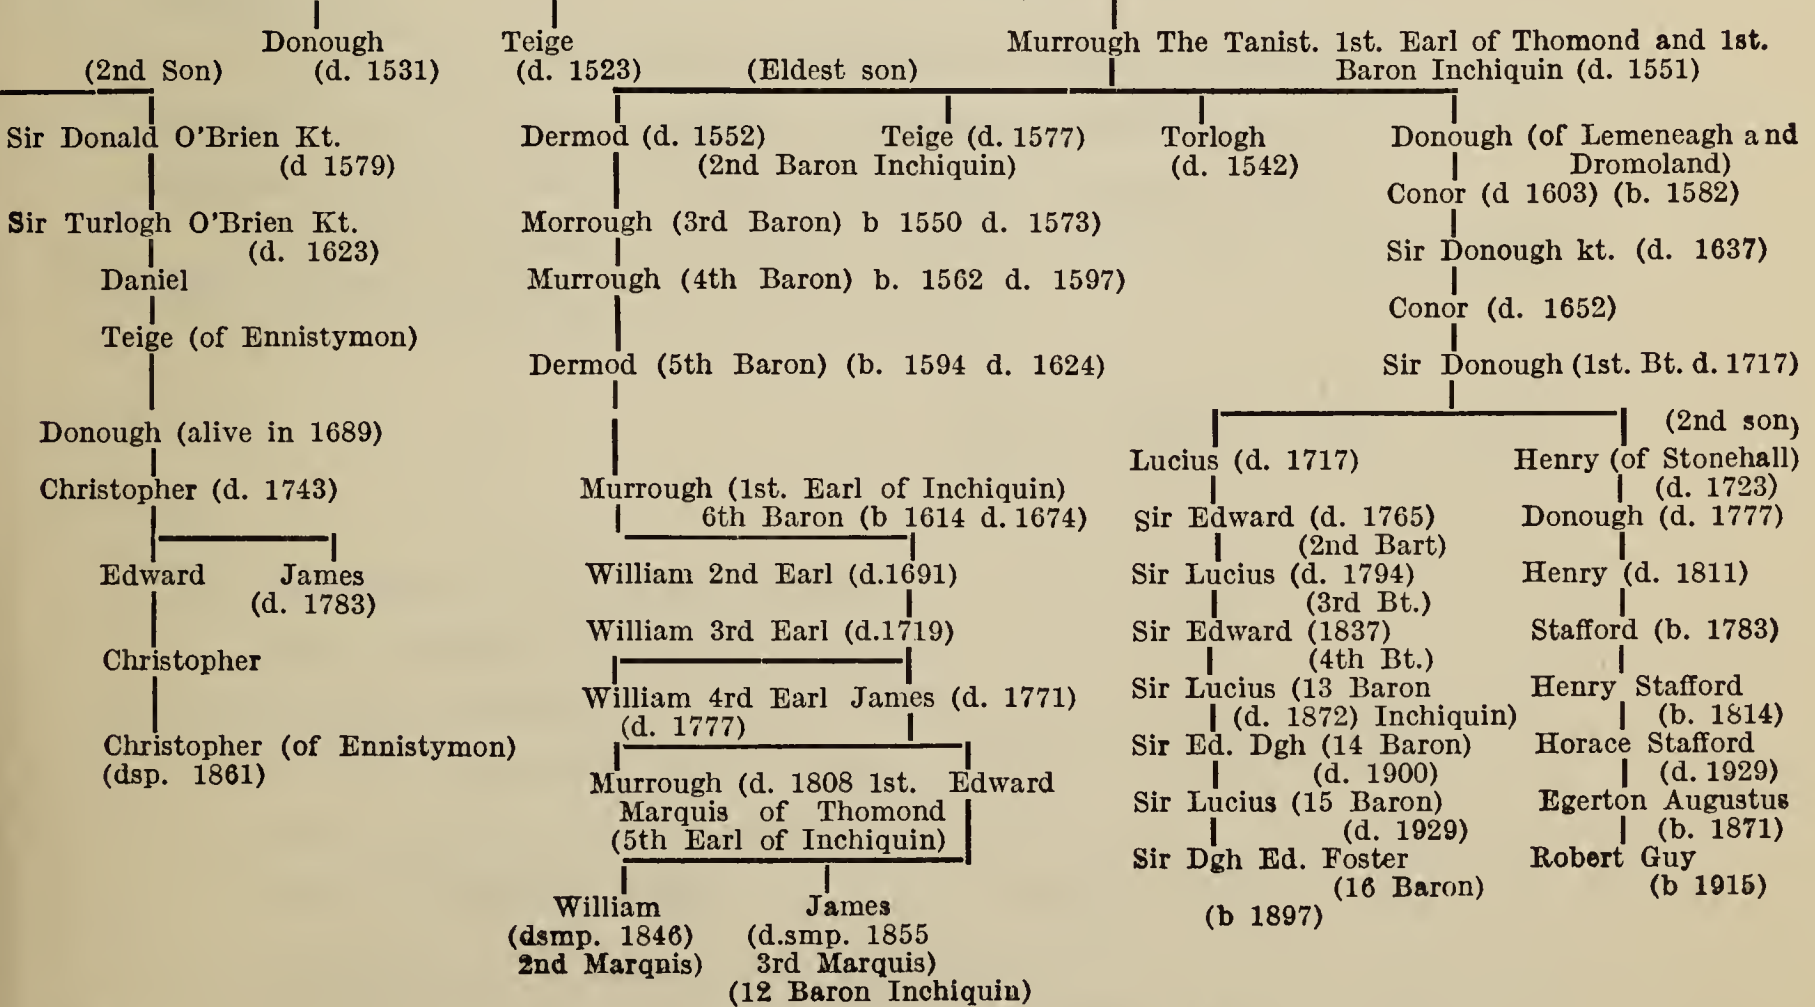 Donough
(2nd Son) (d. 1531)
Sir Donald O'Brien Kt.
(d 1579)
Sir Turlogh O'Brien Kt.
(d. 1623)
Daniel
Teige (of Ennistymon)
Donough (alive in 1689)
Christopher (d. 1743)
Edward James
(d. 1783)
Christopher
Christopher (of Ennistymon)
(dsp. 1861)
Teige
(d. 1523)
Murrough The Tanist. 1st. Earl of Thomond and 1st.
(Eldest son) Baron Inchiquin (d. 1551)
Dermod (d. 1552) Teige (d. 1577) Torlogh
(2nd Baron Inchiquin) (d. 1542)
Morrough (3rd Baron) b 1550 d. 1573)
Murrough (4th Baron) b. 1562 d. 1597)
Dermod (5th Baron) (b. 1594 d. 1624)
Murrough (1st. Earl of Inchiquin)
6th Baron (b 1614 d. 1674)
William 2nd Earl (d.1691)
William 3rd Earl (d.1719)
William 4rd Earl James (d. 1771)
(d. 1777)
Murrough (d. 1808 1st. Edward
Marquis of Thomond
(5th Earl of Inchiquin)
William James
(dsmp. 1846) (d.smp. 1855
2nd Marqnis) 3rd Marquis)
(12 Baron Inchiquin)
Donough (of Lemeneagh and
Dromoland)
Conor (d 1603) (b. 1582)
Sir Donough kt. (d. 1637)
Conor (d. 1652)
Sir Donough (1st. Bt. d. 1717)
Lucius (d. 1717)
Sir Edward (d. 1765)
(2nd Bart)
Sir Lucius (d. 1794)
(3rd Bt.)
Sir Edward (1837)
(4th Bt.)
Sir Lucius (13 Baron
(d. 1872) Inchiquin)
Sir Ed. Dgh (14 Baron)
(d. 1900)
Sir Lucius (15 Baron)
(d. 1929)
Sir Dgh Ed. Foster
(16 Baron)
(b 1897)
(2nd son)
Henry (of Stonehall)
(d. 1723)
Donough (d. 1777)
Henry (d. 1811)
Stafford (b. 1783)
Henry Stafford
(b. 1814)
Horace Stafford
(d. 1929)
Egerton Augustus
(b. 1871)
Robert Guy
(b 1915)